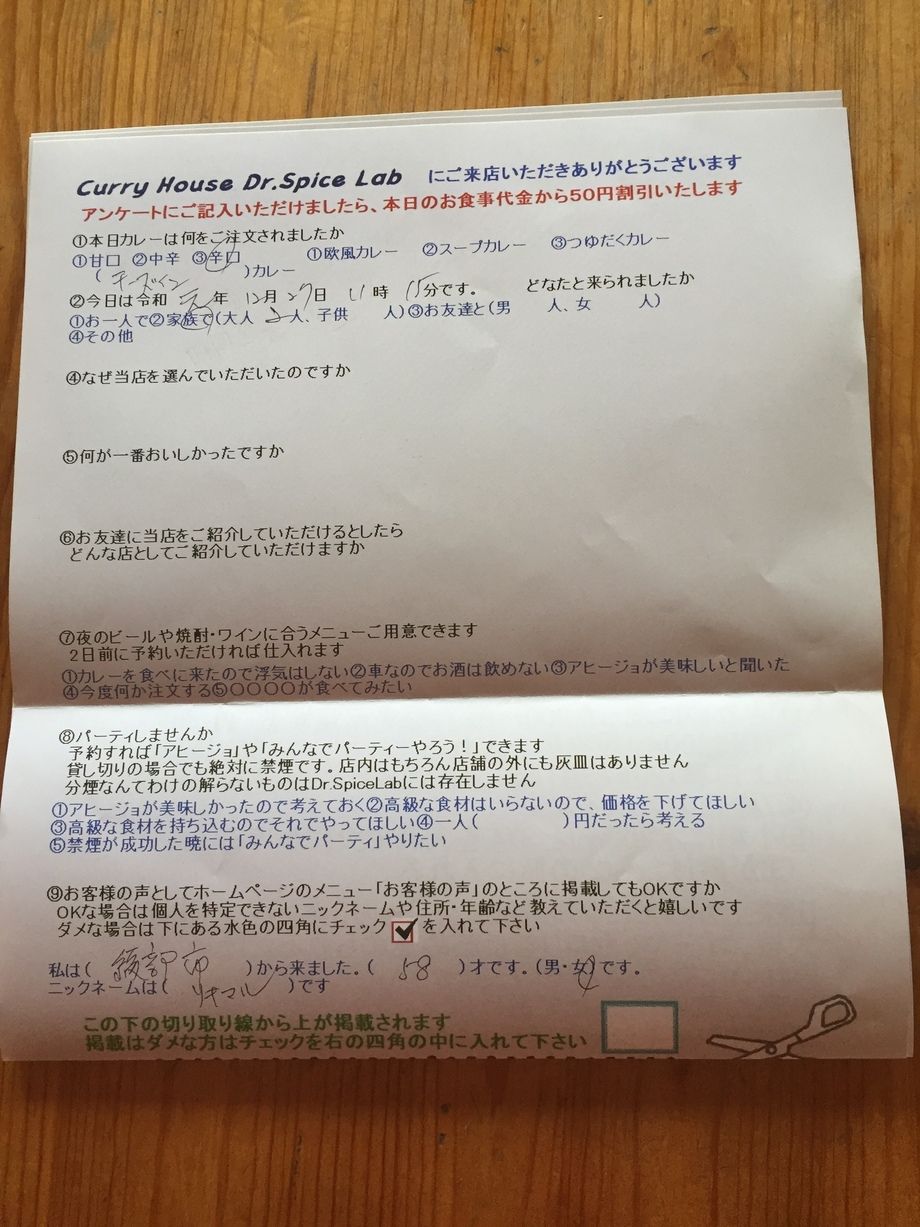 Curry House Dr.Spice Lab にご来店いただきありがとうございます
アンケートにご記入いただけましたら、本日のお食事代金から50円割引いたします
①本日カレーは何をご注文されましたか
①甘口 ②中辛 ③辛口 ①欧風カレー ②スープカレー ③つゆだくカレー
( チーズイン )カレー
②今日は令和 元 年 12月 27日 11時 15分です。 どなたと来られましたか
①お一人で②家族で(大人 2人、子供 人)③お友達と(男 人、女 人)
④その他
④なぜ当店を選んでいただいたのですか
⑤何が一番おいしかったですか
⑥お友達に当店をご紹介していただけるとしたら
どんな店としてご紹介していただけますか
⑦夜のビールや焼酎・ワインに合うメニューご用意できます
2日前に予約いただければ仕入れます
①カレーを食べに来たので浮気はしない②車なのでお酒は飲めない③アヒージョが美味しいと聞いた
④今度何か注文する⑤〇〇〇〇が食べてみたい
⑧パーティしませんか
予約すれば「アヒージョ」や「みんなでパーティーやろう!」できます
貸し切りの場合でも絶対に禁煙です。店内はもちろん店舗の外にも灰皿はありません
分煙なんてわけの解らないものはDr.SpiceLabには存在しません
①アヒージョが美味しかったので考えておく②高級な食材はいらないので、価格を下げてほしい
③高級な食材を持ち込むのでそれでやってほしい④一人( )円だったら考える
⑤禁煙が成功した暁には「みんなでパーティ」やりたい
⑨お客様の声としてホームページのメニュー「お客様の声」のところに掲載してもOKですか
OKな場合は個人を特定できないニックネームや住所・年齢など教えていただくと嬉しいです
ダメな場合は下にある水色の四角にチェック を入れて下さい
私は( 綾部市 )から来ました。( 58 )才です。(男・女)です。
ニックネームは( リキマル )です
この下の切り取り線から上が掲載されます
掲載はダメな方はチェックを右の四角の中に入れて下さい